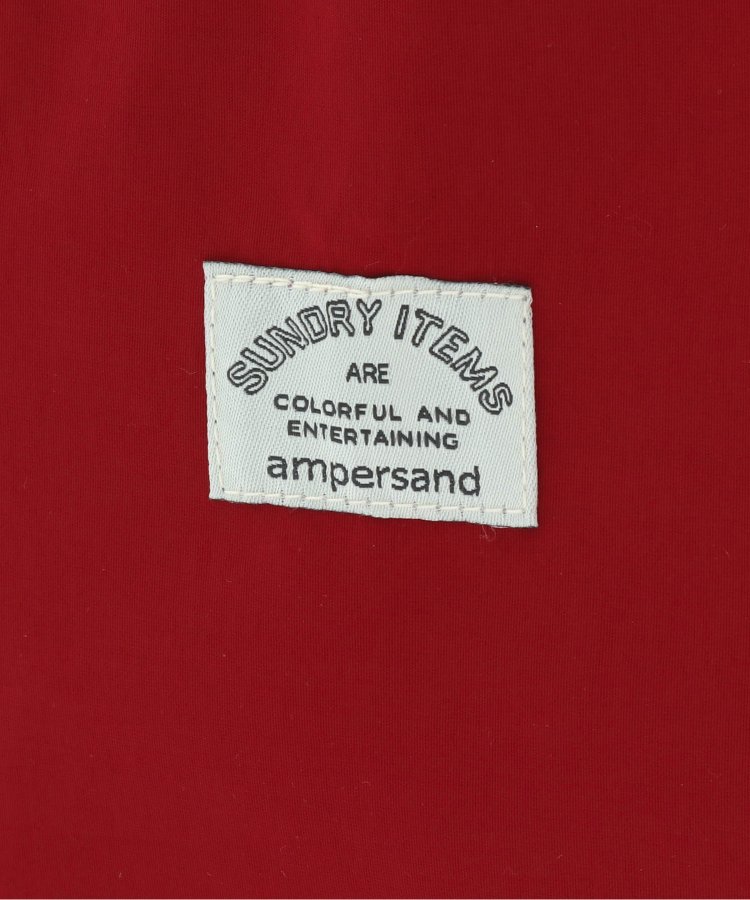 SUNDRY ITEMS
ARE
COLORFUL AND
ENTERTAINING
ampersand